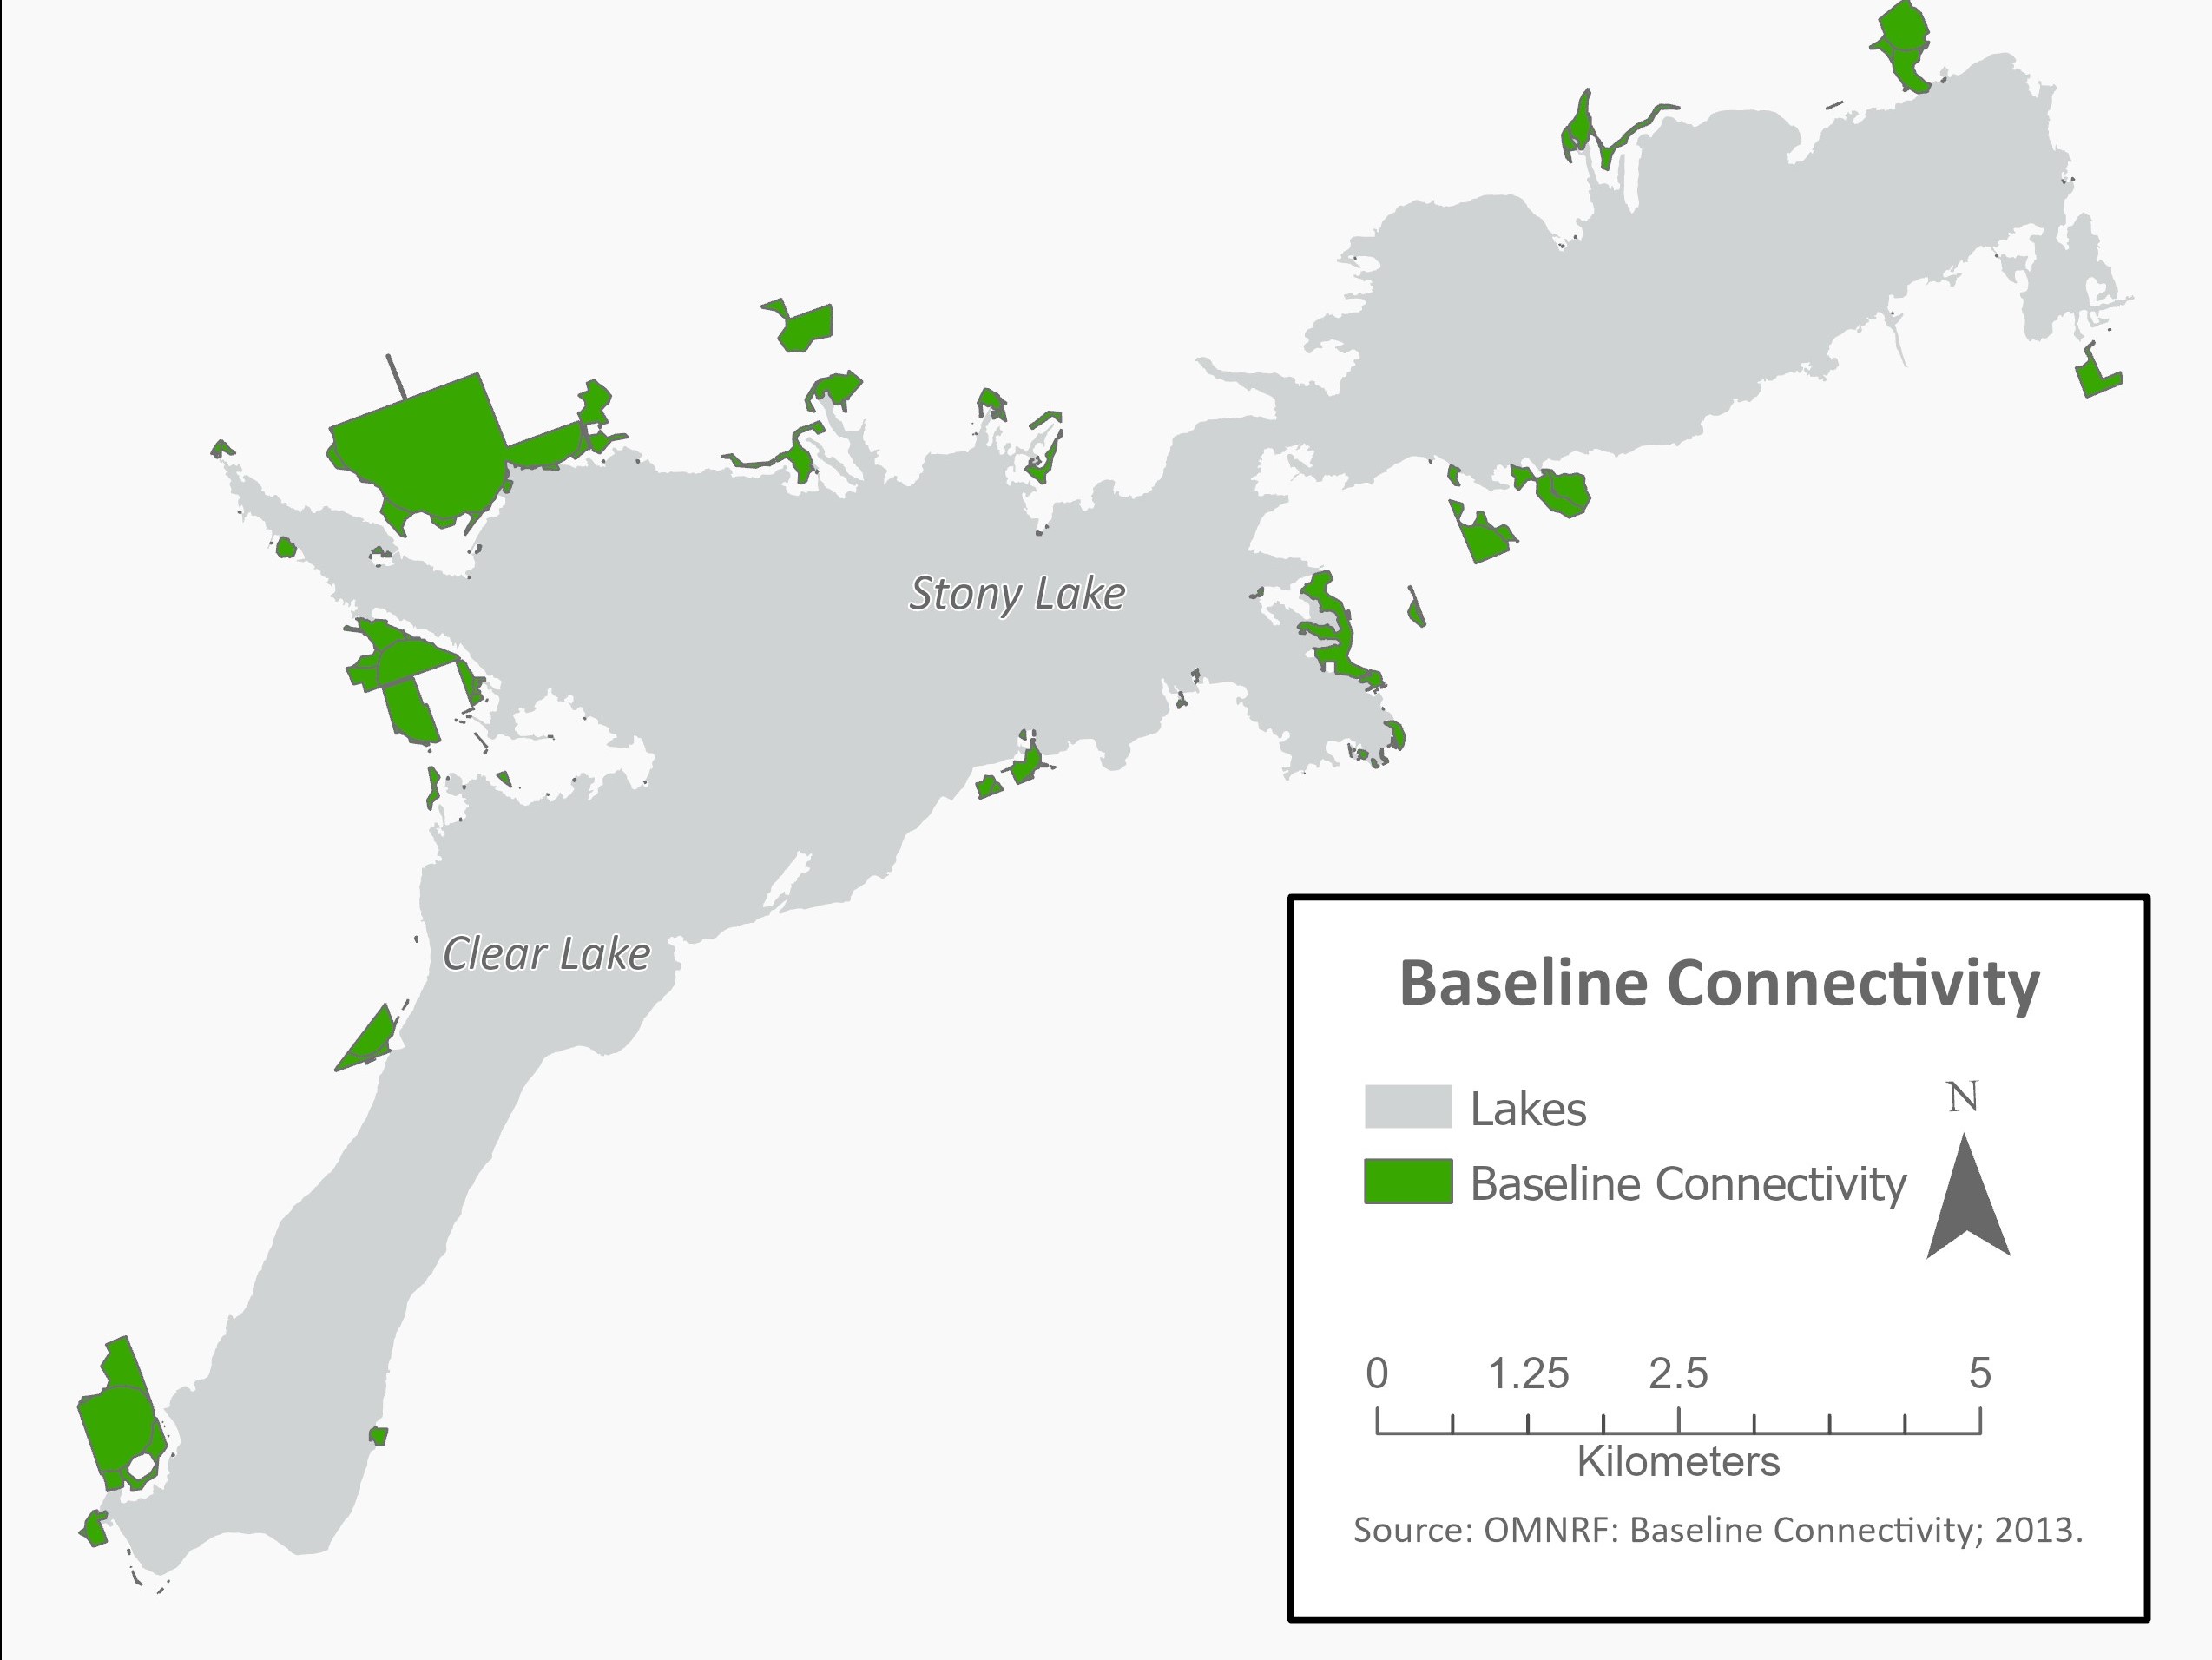 Stony Lake
Clear Lake
Baseline Connectivity
Lakes
N
Baseline Connectivity
0 1.25 2.5 5
Kilometers
Source: OMNRF: Baseline Connectivity; 2013.